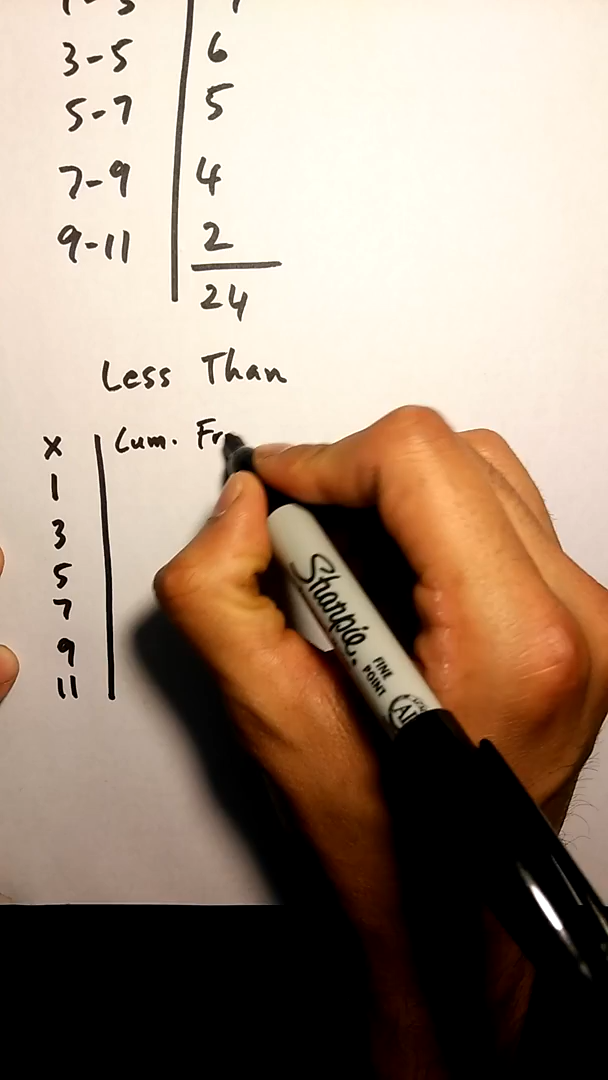 3-5 6
5-7 5
7-9 4
9-11 2
24
Less Than
x Cum. Fr
1
3
5
7
9
11
Sharpie.
FINE
POINT